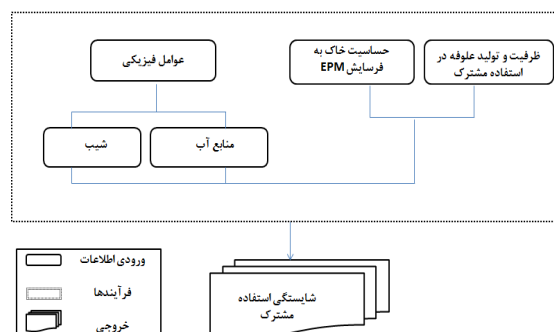 عوامل فیزیکی
حساسیت خاک به
فرسایش EPM
ظرفیت و تولید علوفه در
استفاده مشترک
شیب
منابع آب
ورودی اطلاعات
فرآیندها
خروجی
شایستگی استفاده
مشترک